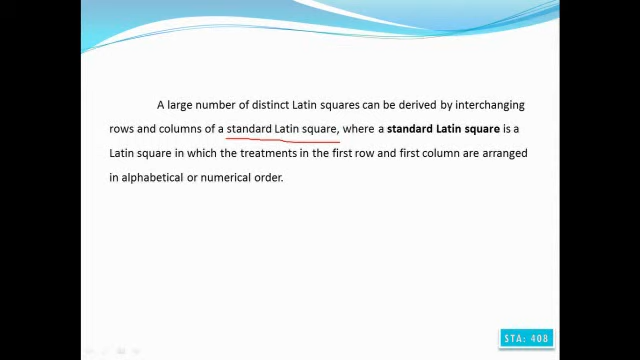 A large number of distinct Latin squares can be derived by interchanging
rows and columns of a standard Latin square, where a standard Latin square is a
Latin square in which the treatments in the first row and first column are arranged
in alphabetical or numerical order.
STA: 408